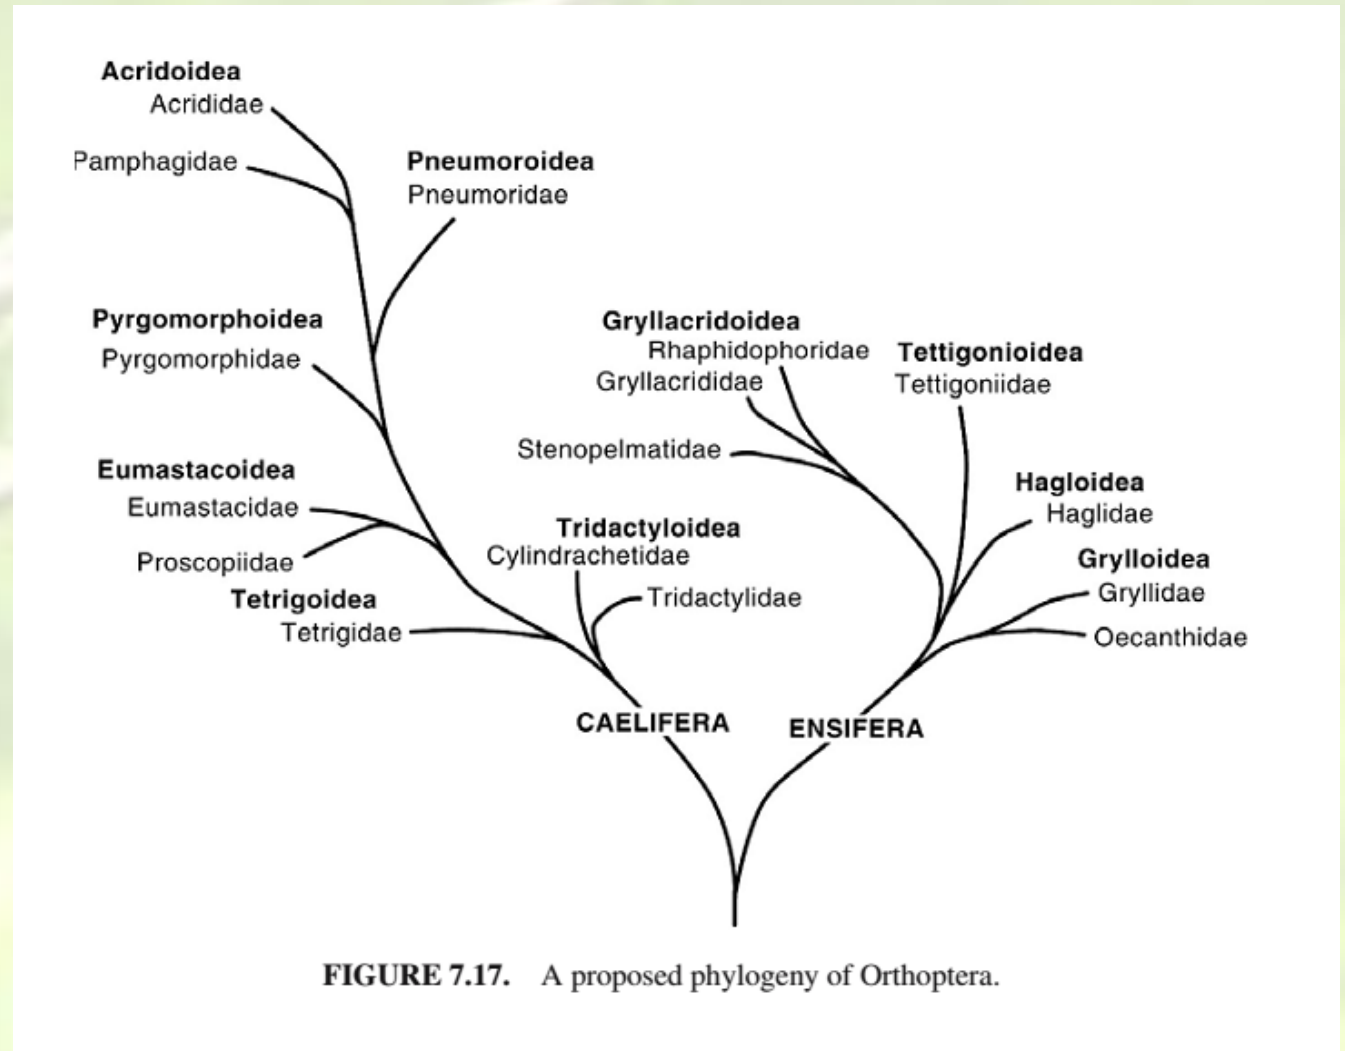 Acridoidea
Acrididae
Pamphagidae
Pneumoroidea
Pneumoridae
Pyrgomorphoidea
Pyrgomorphidae
Gryllacridoidea
Rhaphidophoridae
Gryllacrididae
Stenopelmatidae
Tettigonioidea
Tettigoniidae
Eumastacoidea
Eumastacidae
Proscopiidae
Hagloidea
Haglidae
Tridactyloidea
Cylindrachetidae
Tridactylidae
Grylloidea
Gryllidae
Oecanthidae
Tetrigoidea
Tetrigidae
CAELIFERA
ENSIFERA
FIGURE 7.17. A proposed phylogeny of Orthoptera.